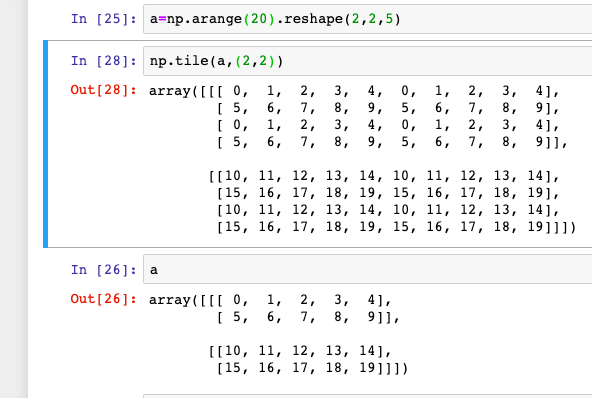 In [25]: a=np.arange(20).reshape(2,2,5)
In [28]: np.tile(a,(2,2))
Out[28]: array([[[ 0,  1,  2,  3,  4,  0,  1,  2,  3,  4],
        [ 5,  6,  7,  8,  9,  5,  6,  7,  8,  9],
        [ 0,  1,  2,  3,  4,  0,  1,  2,  3,  4],
        [ 5,  6,  7,  8,  9,  5,  6,  7,  8,  9]],
       [[10, 11, 12, 13, 14, 10, 11, 12, 13, 14],
        [15, 16, 17, 18, 19, 15, 16, 17, 18, 19],
        [10, 11, 12, 13, 14, 10, 11, 12, 13, 14],
        [15, 16, 17, 18, 19, 15, 16, 17, 18, 19]]])
In [26]: a
Out[26]: array([[[ 0,  1,  2,  3,  4],
        [ 5,  6,  7,  8,  9]],
       [[10, 11, 12, 13, 14],
        [15, 16, 17, 18, 19]]])